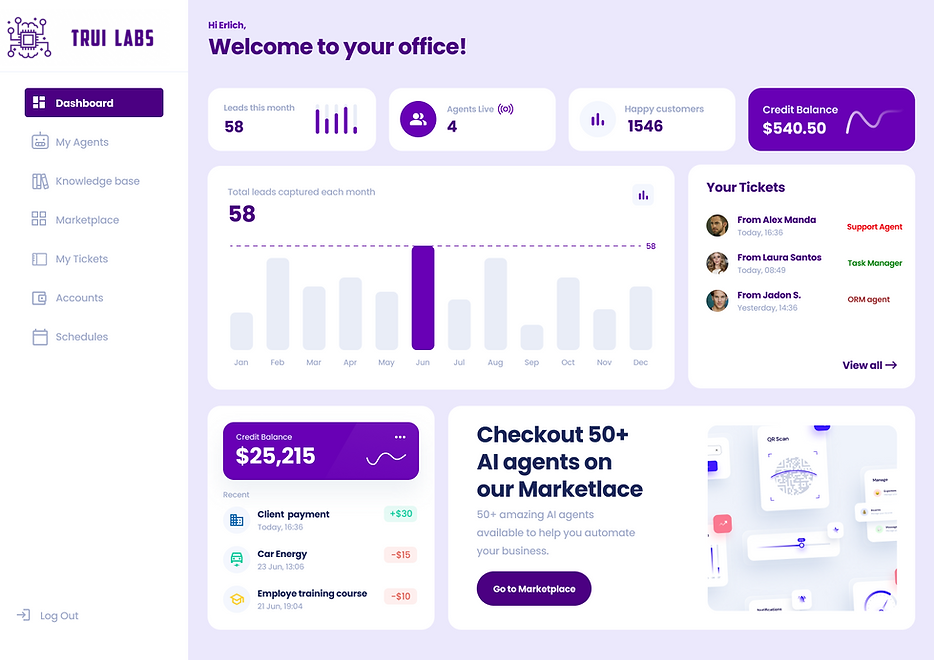 TRUI LABS
Dashboard
My Agents
Knowledge base
Marketplace
My Tickets
Accounts
Schedules
Log Out
Hi Erlich,
Welcome to your office!
Leads this month
58
Agents Live
4
Happy customers
1546
Credit Balance
$540.50
Total leads captured each month
58
58
Jan Feb Mar Apr May Jun Jul Aug Sep Oct Nov Dec
Your Tickets
From Alex Manda
Today, 16:36
Support Agent
From Laura Santos
Today, 08:49
Task Manager
From Jadon S.
Yesterday, 14:36
ORM agent
View all
Credit Balance
$25,215
Recent
Client payment
Today, 16:36
+$30
Car Energy
23 Jun, 13:06
-$15
Employe training course
21 Jun, 19:04
-$10
Checkout 50+
AI agents on
our Marketlace
50+ amazing AI agents
available to help you automate
your business.
Go to Marketplace
QR Scan
Manage